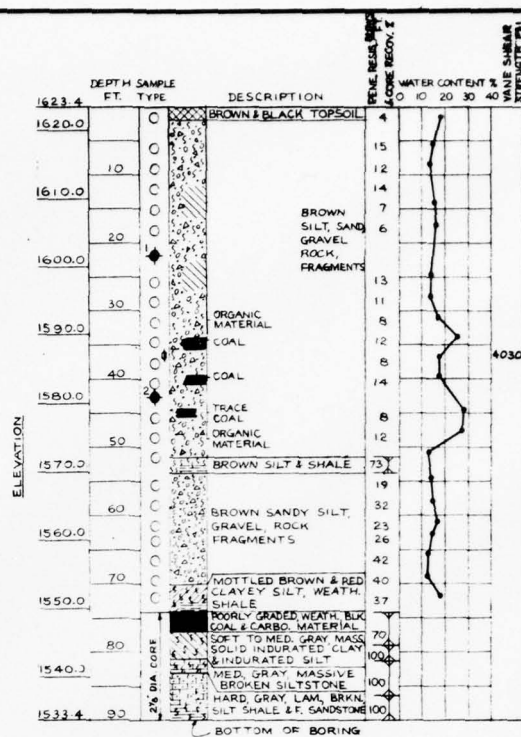 PENE. RESIST. BLOWS/FT.
& CORE RECOV. %
VANE SHEAR
DEPTH SAMPLE
FT. TYPE DESCRIPTION WATER CONTENT %
0 10 20 30 40
1623.4 BROWN & BLACK TOPSOIL 4
1620.0
15
10 12
14
1610.0 BROWN 7
SILT, SAND 6
20 GRAVEL
1 ROCK,
1600.0 FRAGMENTS
13
30 11
ORGANIC 8
MATERIAL
1590.0 COAL 12
8 4030
40 COAL 14
2
1580.0 TRACE 8
COAL
ORGANIC 12
50 MATERIAL
1570.0 BROWN SILT & SHALE 73
19
32
60 BROWN SANDY SILT, 23
GRAVEL, ROCK
1560.0 FRAGMENTS 26
42
70 MOTTLED BROWN & RED 40
CLAYEY SILT, WEATH.
1550.0 SHALE 37
POORLY GRADED, WEATH. BLK.
COAL & CARBO. MATERIAL
SOFT TO MED. GRAY, MASS. 70
80 SOLID INDURATED CLAY
& INDURATED SILT 100
1540.0 MED. GRAY, MASSIVE
BROKEN SILTSTONE 100
HARD, GRAY, LAM., BRKN,
1533.4 90 SILT SHALE & F. SANDSTONE 100
BOTTOM OF BORING
ELEVATION
2⅛ DIA CORE